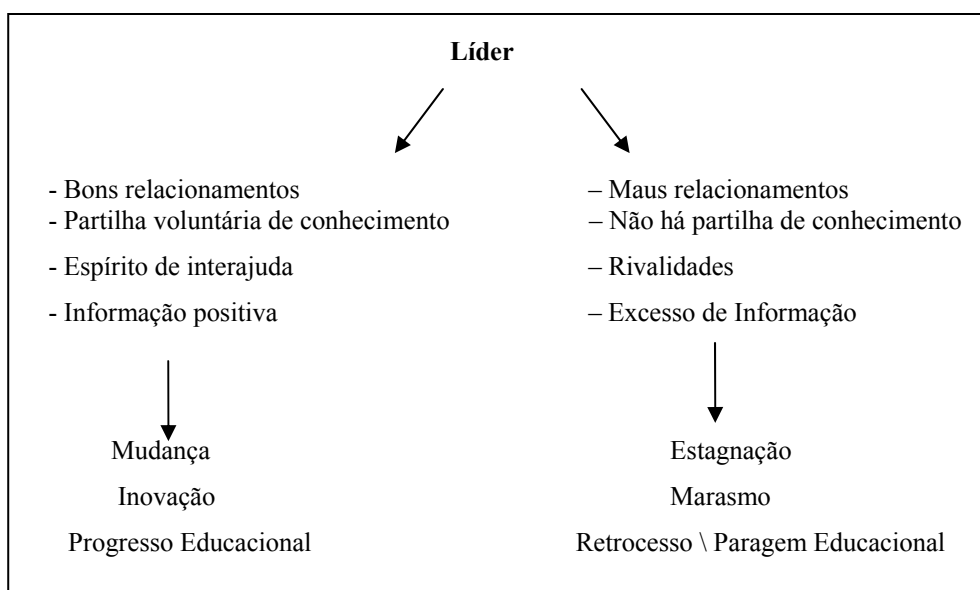 Líder
- Bons relacionamentos
- Partilha voluntária de conhecimento
- Espírito de interajuda
- Informação positiva
Mudança
Inovação
Progresso Educacional
– Maus relacionamentos
– Não há partilha de conhecimento
– Rivalidades
– Excesso de Informação
Estagnação
Marasmo
Retrocesso \ Paragem Educacional